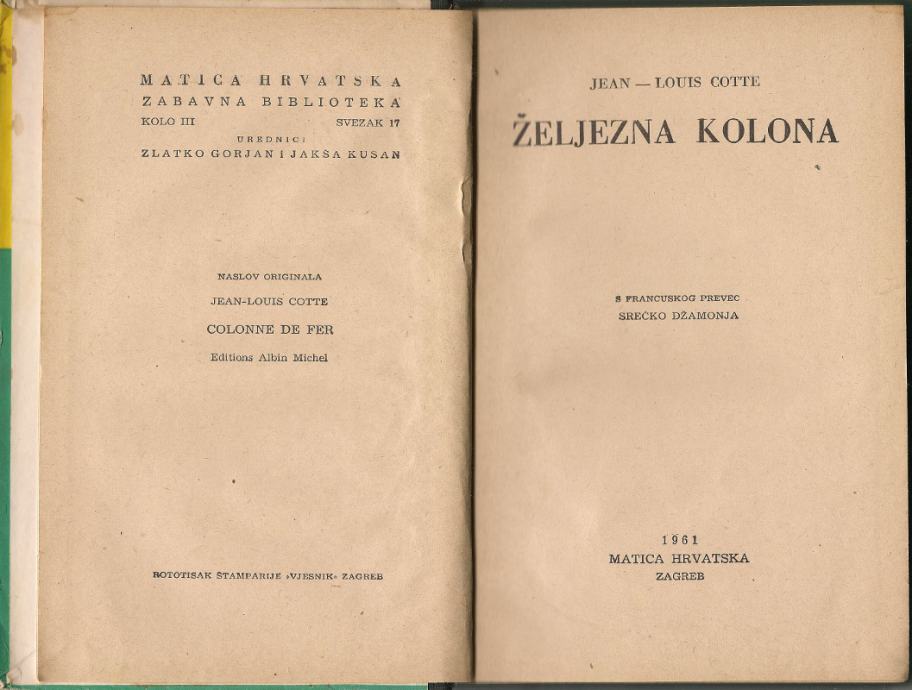 MATICA HRVATSKA
ZABAVNA BIBLIOTEKA
KOLO III SVEZAK 17
UREDNICI
ZLATKO GORJAN I JAKŠA KUŠAN
NASLOV ORIGINALA
JEAN-LOUIS COTTE
COLONNE DE FER
Editions Albin Michel
ROTOTISAK ŠTAMPARIJE »VJESNIK« ZAGREB
JEAN — LOUIS COTTE
ŽELJEZNA KOLONA
S FRANCUSKOG PREVEO
SREĆKO DŽAMONJA
1961
MATICA HRVATSKA
ZAGREB